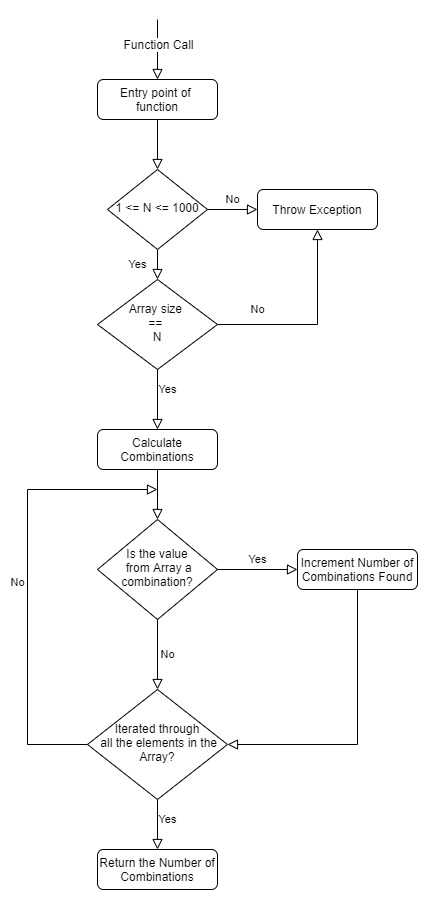 Function Call
Entry point of
function
1 <= N <= 1000
No
Throw Exception
Yes
Array size
==
N
No
Yes
Calculate
Combinations
Is the value
from Array a
combination?
Yes
Increment Number of
Combinations Found
No
No
Iterated through
all the elements in the
Array?
Yes
Return the Number of
Combinations